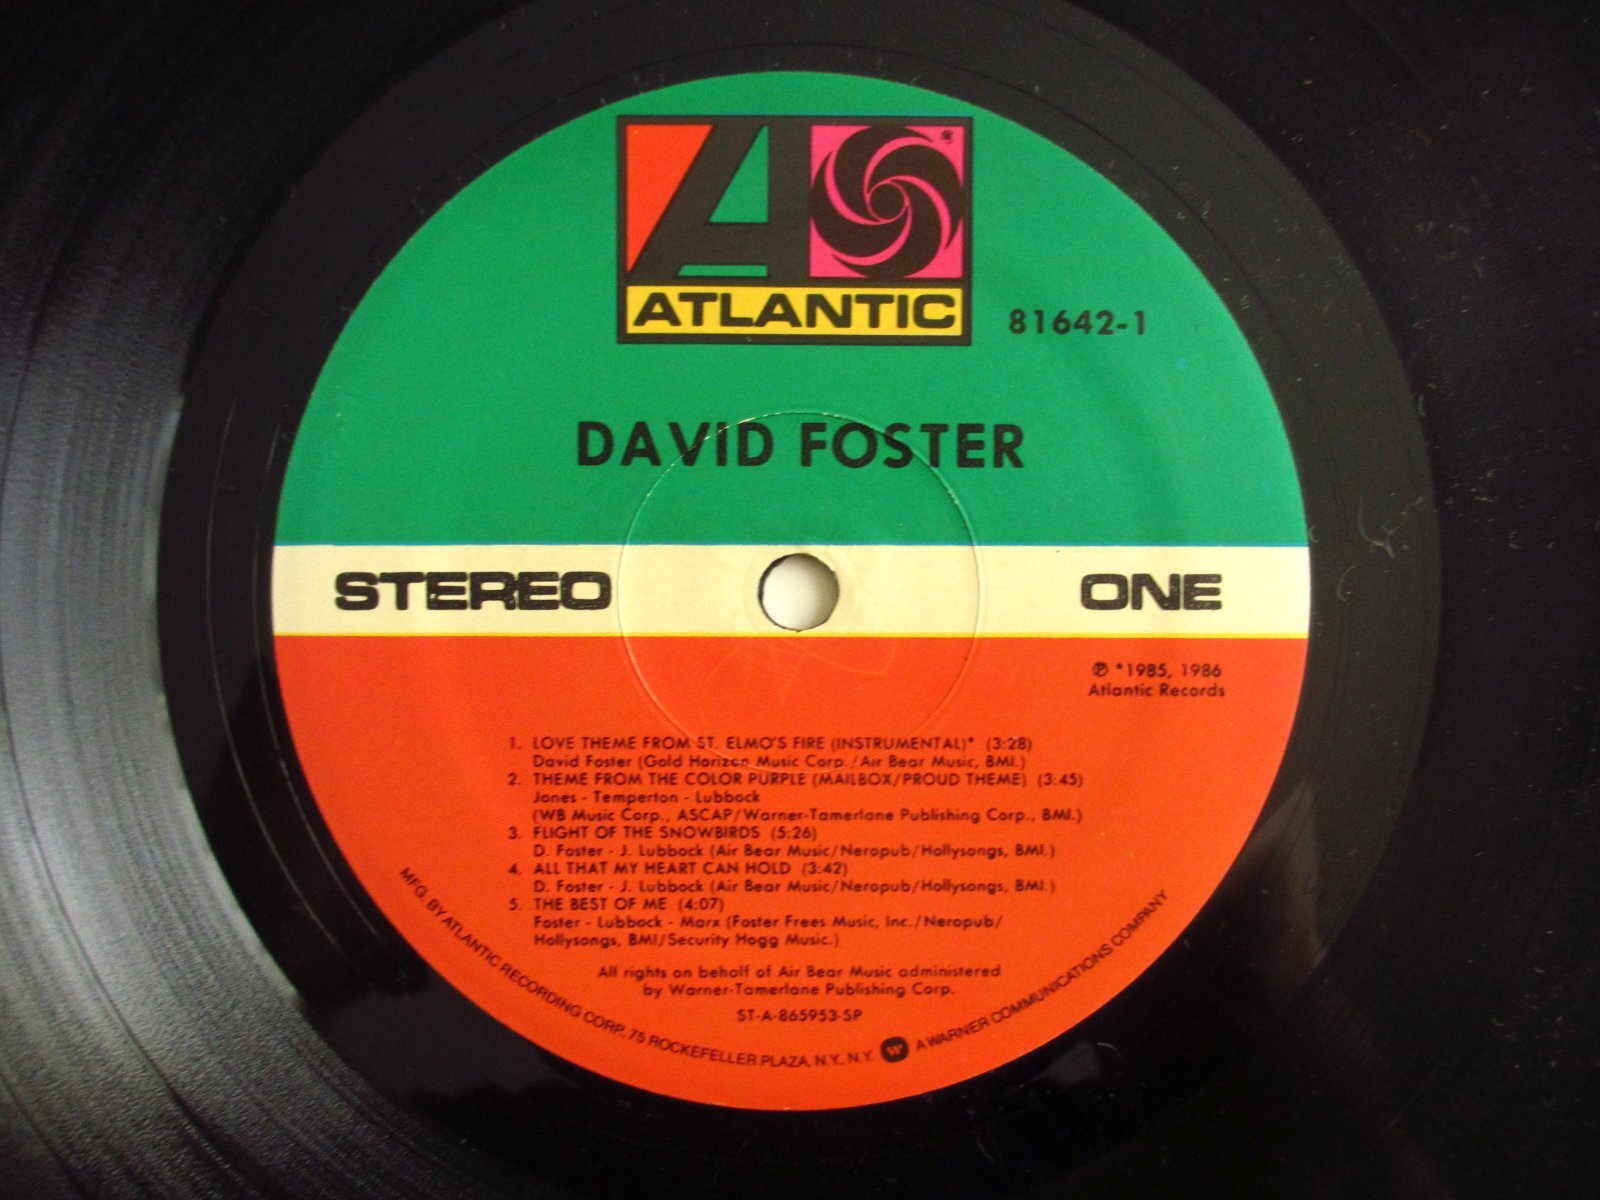 ATLANTIC
81642-1
DAVID FOSTER
STEREO
ONE
℗ *1985, 1986
Atlantic Records
1. LOVE THEME FROM ST. ELMO'S FIRE (INSTRUMENTAL)* (3:28)
David Foster (Gold Horizon Music Corp./Air Bear Music, BMI.)
2. THEME FROM THE COLOR PURPLE (MAILBOX/PROUD THEME) (3:45)
Jones - Temperton - Lubbock
(WB Music Corp., ASCAP/Warner-Tamerlane Publishing Corp., BMI.)
3. FLIGHT OF THE SNOWBIRDS (5:26)
D. Foster - J. Lubbock (Air Bear Music/Neropub/Hollysongs, BMI.)
4. ALL THAT MY HEART CAN HOLD (3:42)
D. Foster - J. Lubbock (Air Bear Music/Neropub/Hollysongs, BMI.)
5. THE BEST OF ME (4:07)
Foster - Lubbock - Marx (Foster Frees Music, Inc./Neropub/
Hollysongs, BMI/Security Hogg Music.)
All rights on behalf of Air Bear Music administered
by Warner-Tamerlane Publishing Corp.
ST-A-865953-SP
MFG. BY ATLANTIC RECORDING CORP., 75 ROCKEFELLER PLAZA, N.Y., N.Y. W A WARNER COMMUNICATIONS COMPANY